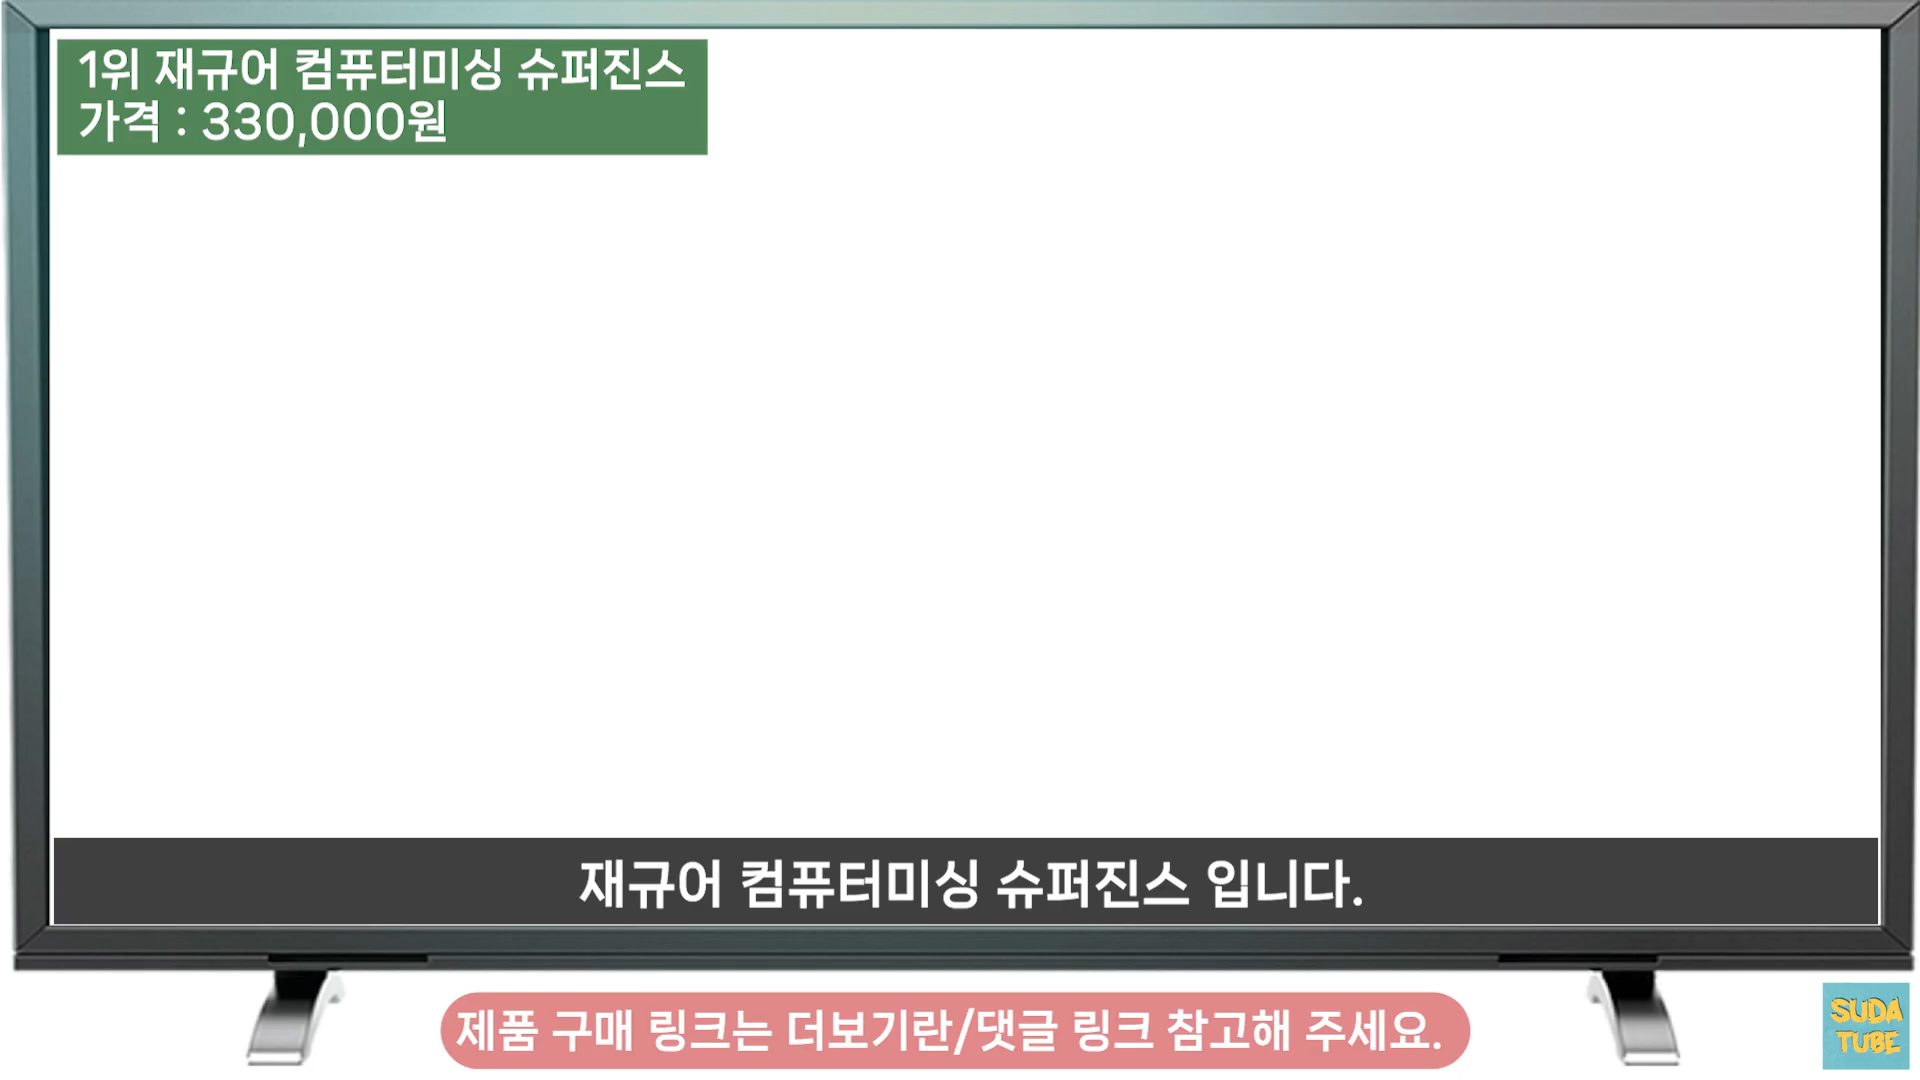 1위 재규어 컴퓨터미싱 슈퍼진스
가격 : 330,000원
재규어 컴퓨터미싱 슈퍼진스 입니다.
제품 구매 링크는 더보기란/댓글 링크 참고해 주세요.
SUDA
TUBE